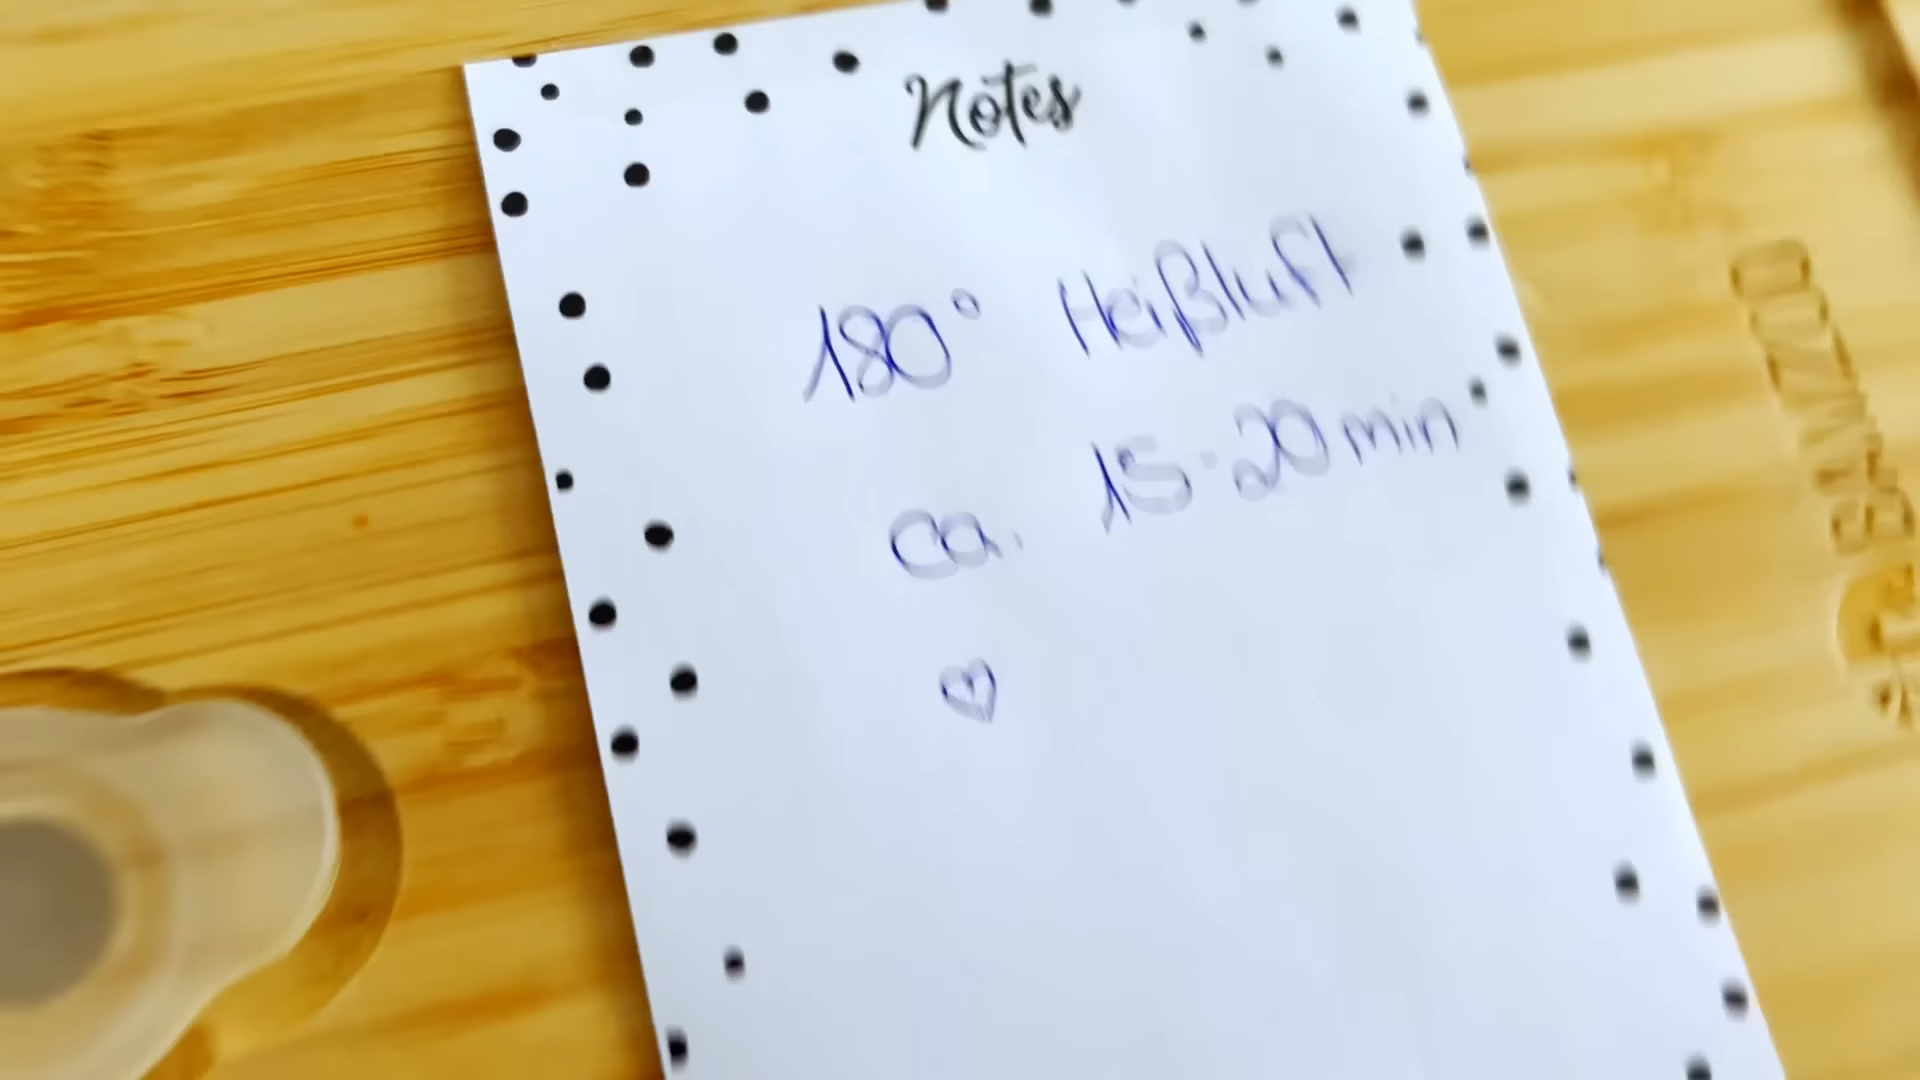 Notes
180° Heißluft
ca. 15-20 min
♡